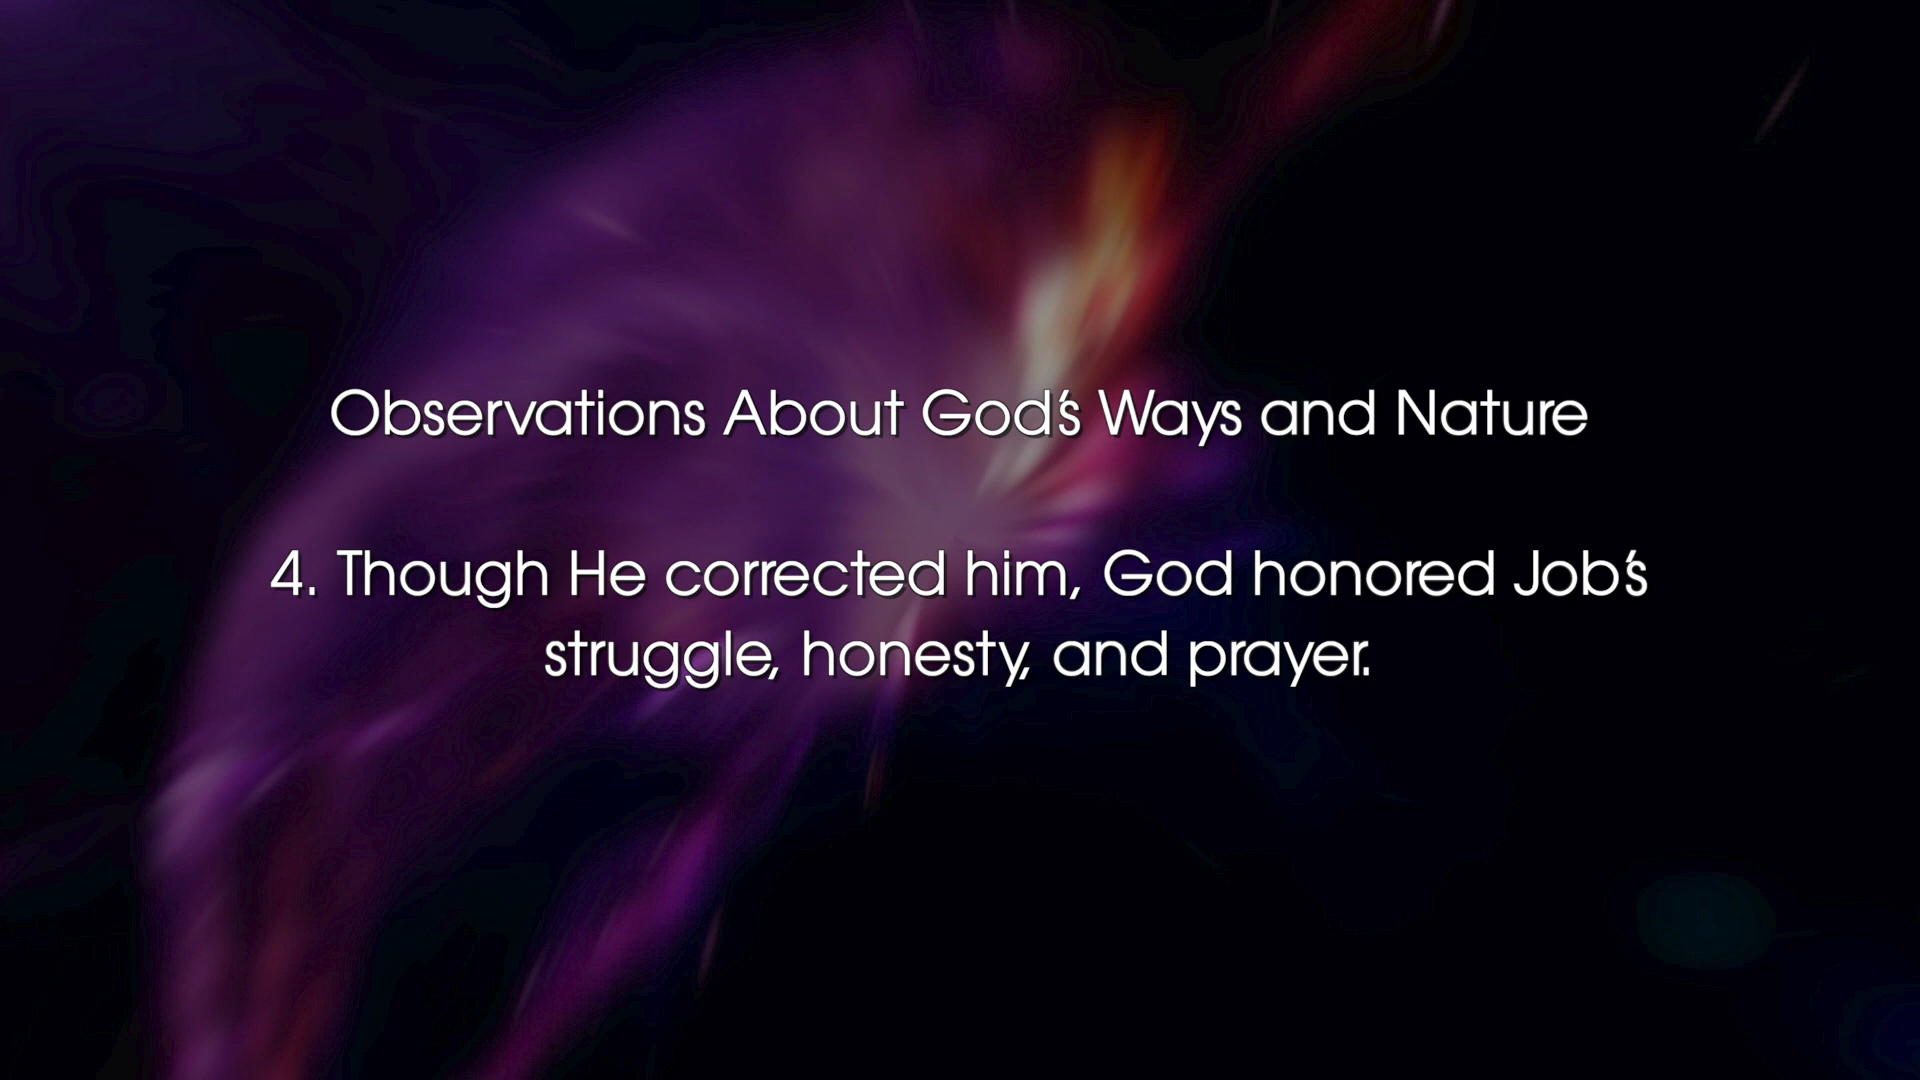 Observations About God's Ways and Nature
4. Though He corrected him, God honored Job's
struggle, honesty, and prayer.